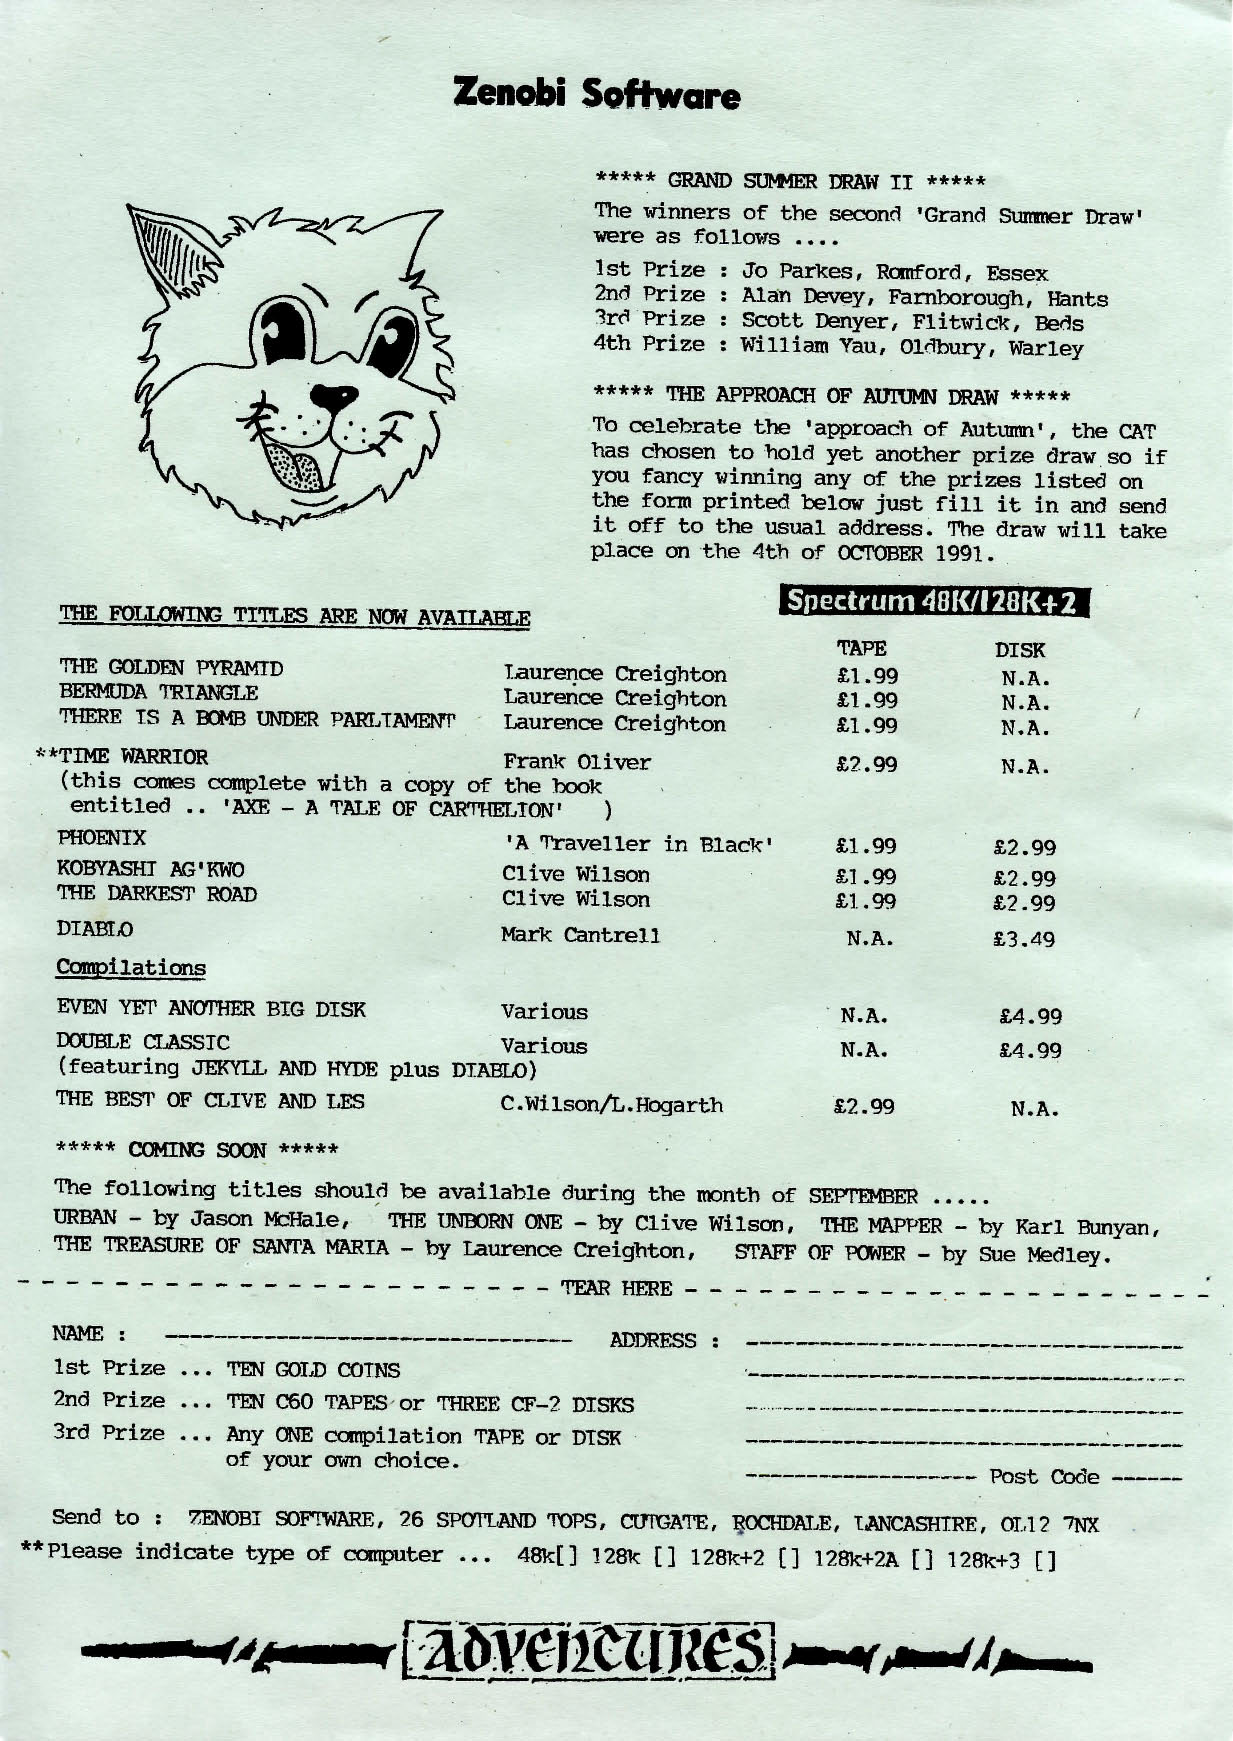 Zenobi Software
***** GRAND SUMMER DRAW II *****
The winners of the second 'Grand Summer Draw'
were as follows ....
1st Prize : Jo Parkes, Romford, Essex
2nd Prize : Alan Devey, Farnborough, Hants
3rd Prize : Scott Denyer, Flitwick, Beds
4th Prize : William Yau, Oldbury, Warley
***** THE APPROACH OF AUTUMN DRAW *****
To celebrate the 'approach of Autumn', the CAT
has chosen to hold yet another prize draw so if
you fancy winning any of the prizes listed on
the form printed below just fill it in and send
it off to the usual address. The draw will take
place on the 4th of OCTOBER 1991.
Spectrum 48K/128K+2
THE FOLLOWING TITLES ARE NOW AVAILABLE
TAPE DISK
THE GOLDEN PYRAMID Laurence Creighton £1.99 N.A.
BERMUDA TRIANGLE Laurence Creighton £1.99 N.A.
THERE IS A BOMB UNDER PARLIAMENT Laurence Creighton £1.99 N.A.
**TIME WARRIOR Frank Oliver £2.99 N.A.
(this comes complete with a copy of the book
entitled .. 'AXE - A TALE OF CARTHELION' )
PHOENIX 'A Traveller in Black' £1.99 £2.99
KOBYASHI AG'KWO Clive Wilson £1.99 £2.99
THE DARKEST ROAD Clive Wilson £1.99 £2.99
DIABLO Mark Cantrell N.A. £3.49
Compilations
EVEN YET ANOTHER BIG DISK Various N.A. £4.99
DOUBLE CLASSIC Various N.A. £4.99
(featuring JEKYLL AND HYDE plus DIABLO)
THE BEST OF CLIVE AND LES C.Wilson/L.Hogarth £2.99 N.A.
***** COMING SOON *****
The following titles should be available during the month of SEPTEMBER .....
URBAN - by Jason McHale, THE UNBORN ONE - by Clive Wilson, THE MAPPER - by Karl Bunyan,
THE TREASURE OF SANTA MARIA - by Laurence Creighton, STAFF OF POWER - by Sue Medley.
- - - - - - - - - - - - - - - - - - - - - - TEAR HERE - - - - - - - - - - - - - - - - - - - - - -
NAME : --------------------------------- ADDRESS : -----------------------------------
1st Prize ... TEN GOLD COINS -----------------------------------
2nd Prize ... TEN C60 TAPES or THREE CF-2 DISKS -----------------------------------
3rd Prize ... Any ONE compilation TAPE or DISK -----------------------------------
of your own choice.
------------------- Post Code ------
Send to : ZENOBI SOFTWARE, 26 SPOTLAND TOPS, CUTGATE, ROCHDALE, LANCASHIRE, OL12 7NX
**Please indicate type of computer ... 48k[] 128k [] 128k+2 [] 128k+2A [] 128k+3 []
ADVENTURES